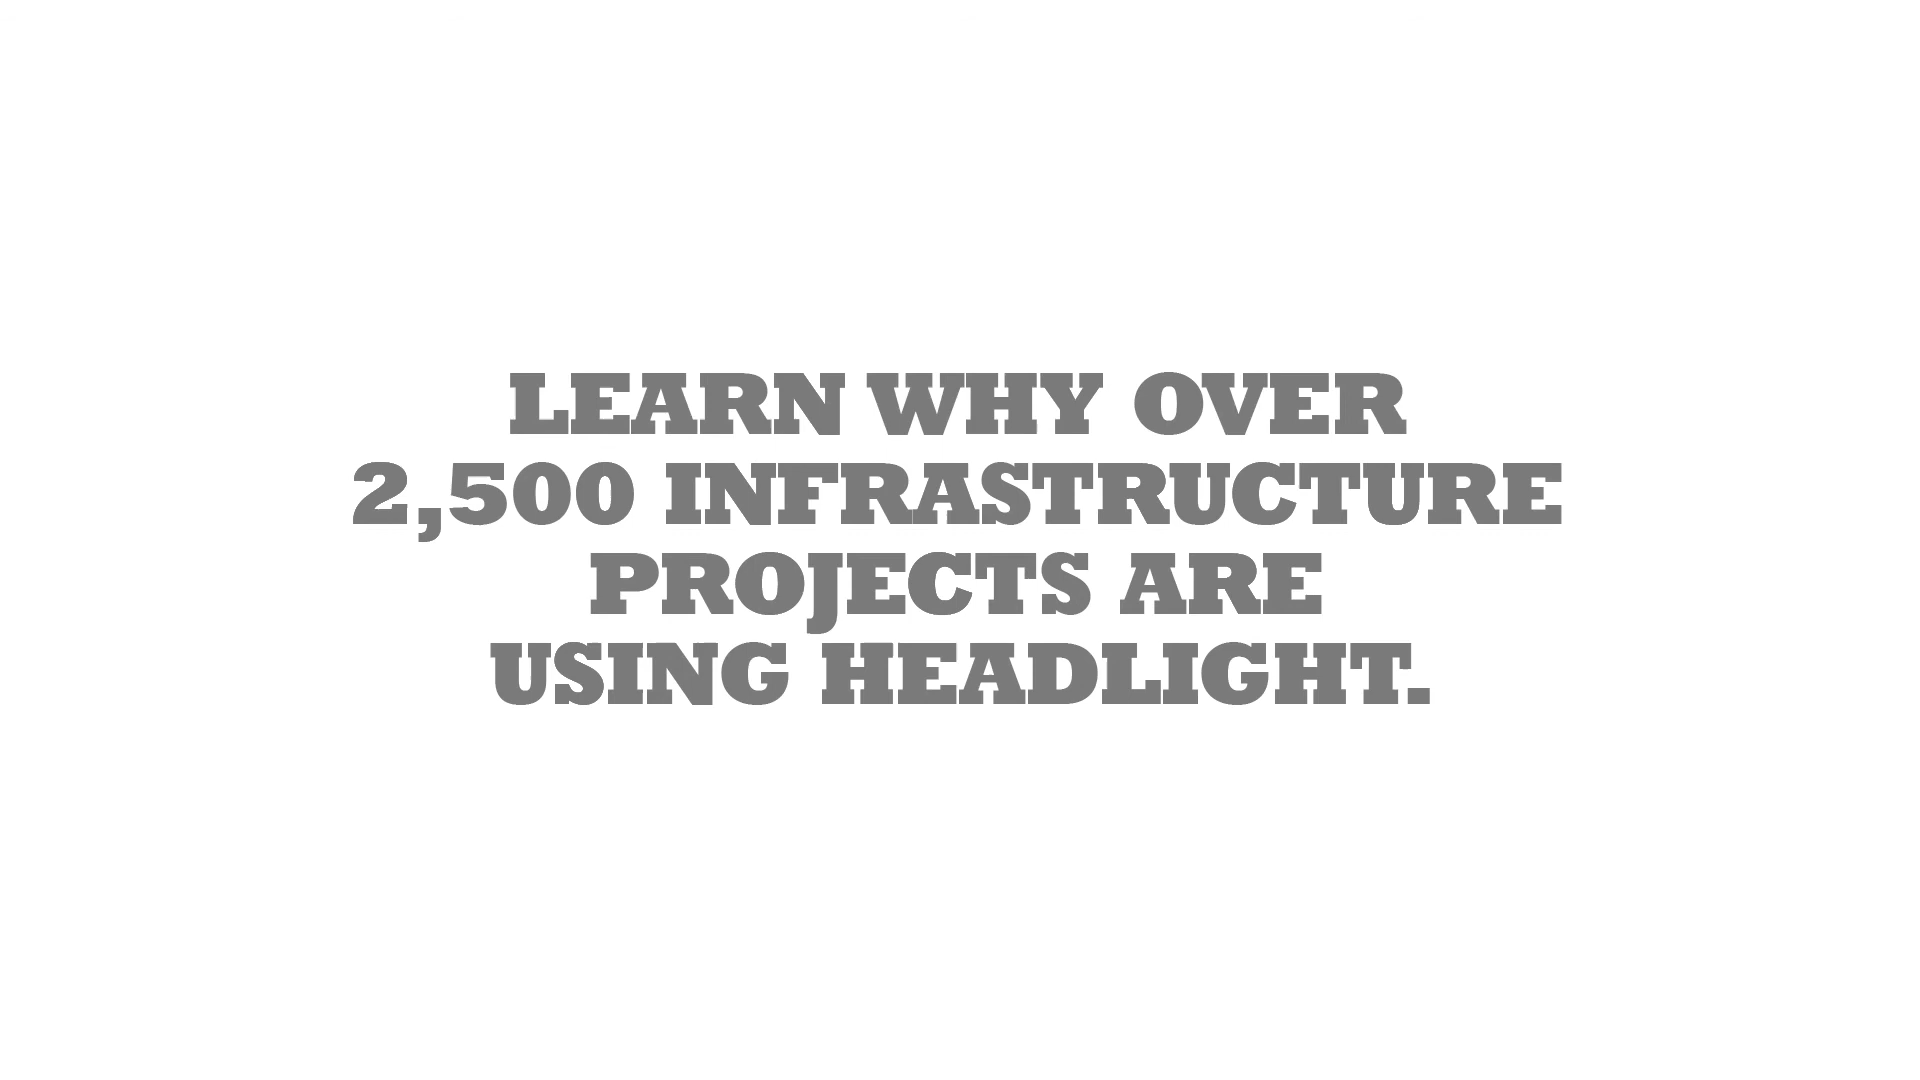 LEARN WHY OVER
2,500 INFRASTRUCTURE
PROJECTS ARE
USING HEADLIGHT.